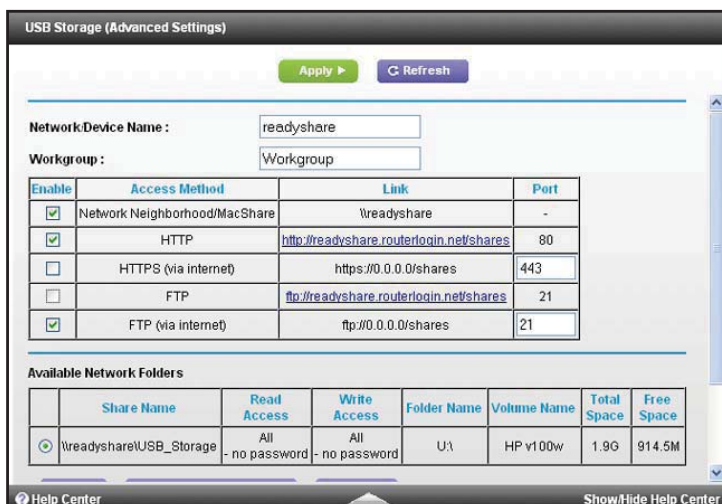 USB Storage (Advanced Settings)
Apply
Refresh
Network/Device Name :
readyshare
Workgroup :
Workgroup
Enable Access Method Link Port
Network Neighborhood/MacShare \\readyshare -
HTTP http://readyshare.routerlogin.net/shares 80
HTTPS (via internet) https://0.0.0.0/shares 443
FTP ftp://readyshare.routerlogin.net/shares 21
FTP (via internet) ftp://0.0.0.0/shares 21
Available Network Folders
Share Name Read Access Write Access Folder Name Volume Name Total Space Free Space
\\readyshare\USB_Storage All - no password All - no password U:\ HP v100w 1.9G 914.5M
Help Center
Show/Hide Help Center